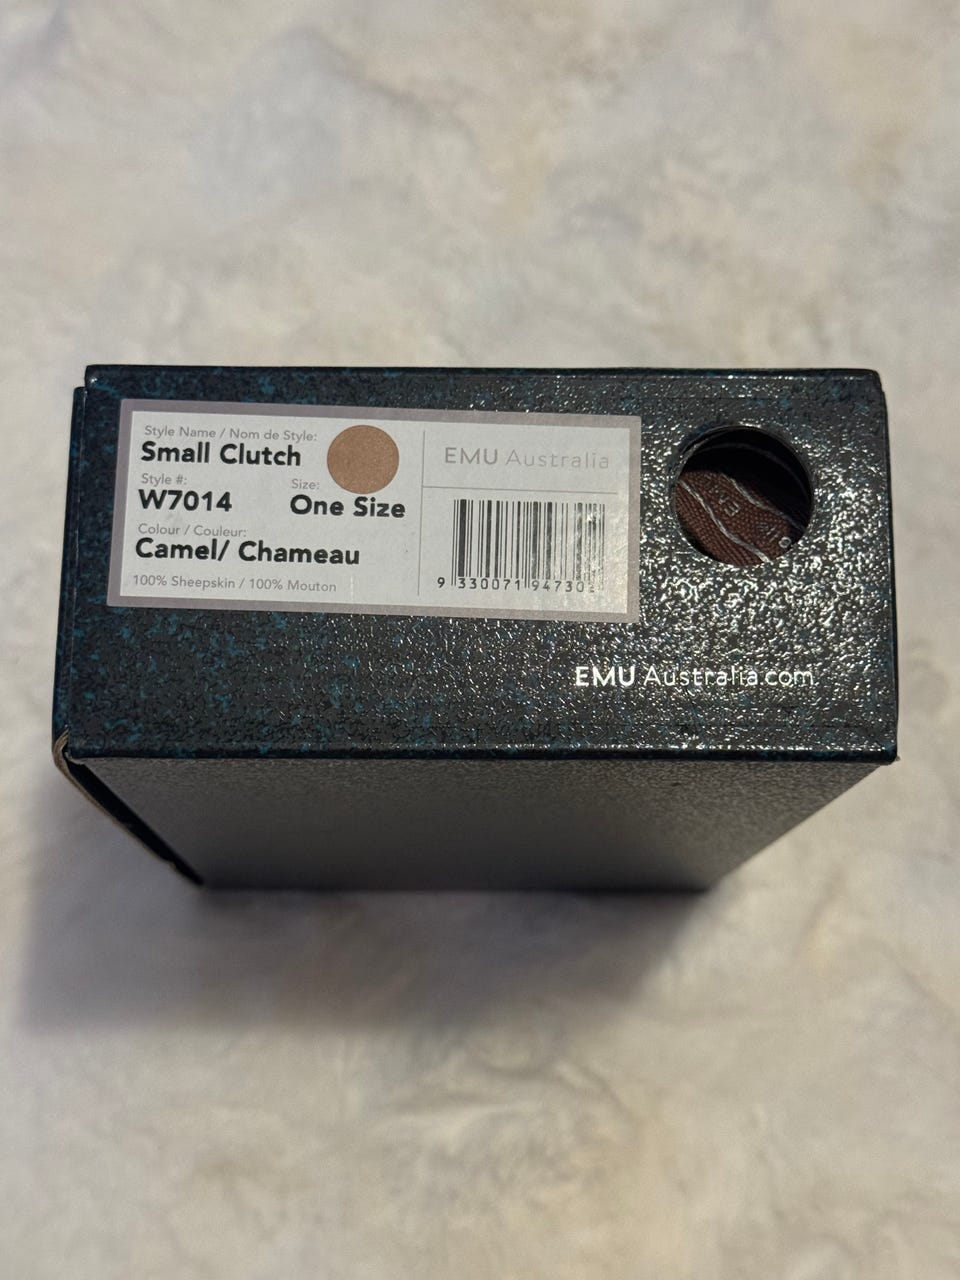 Style Name / Nom de Style:
Small Clutch
Style #:
W7014
Size:
One Size
Colour / Couleur:
Camel/ Chameau
100% Sheepskin / 100% Mouton
EMU Australia
EMU Australia.com